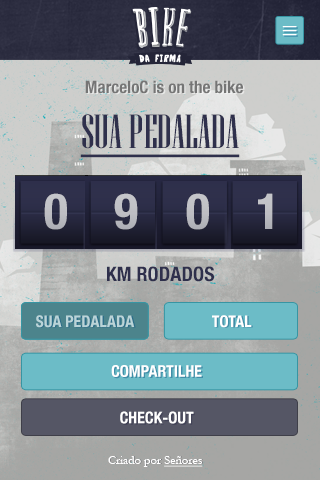 BIKE
DA FIRMA
MarceloC is on the bike
SUA PEDALADA
0 9 0 1
KM RODADOS
SUA PEDALADA
TOTAL
COMPARTILHE
CHECK-OUT
Criado por Señores